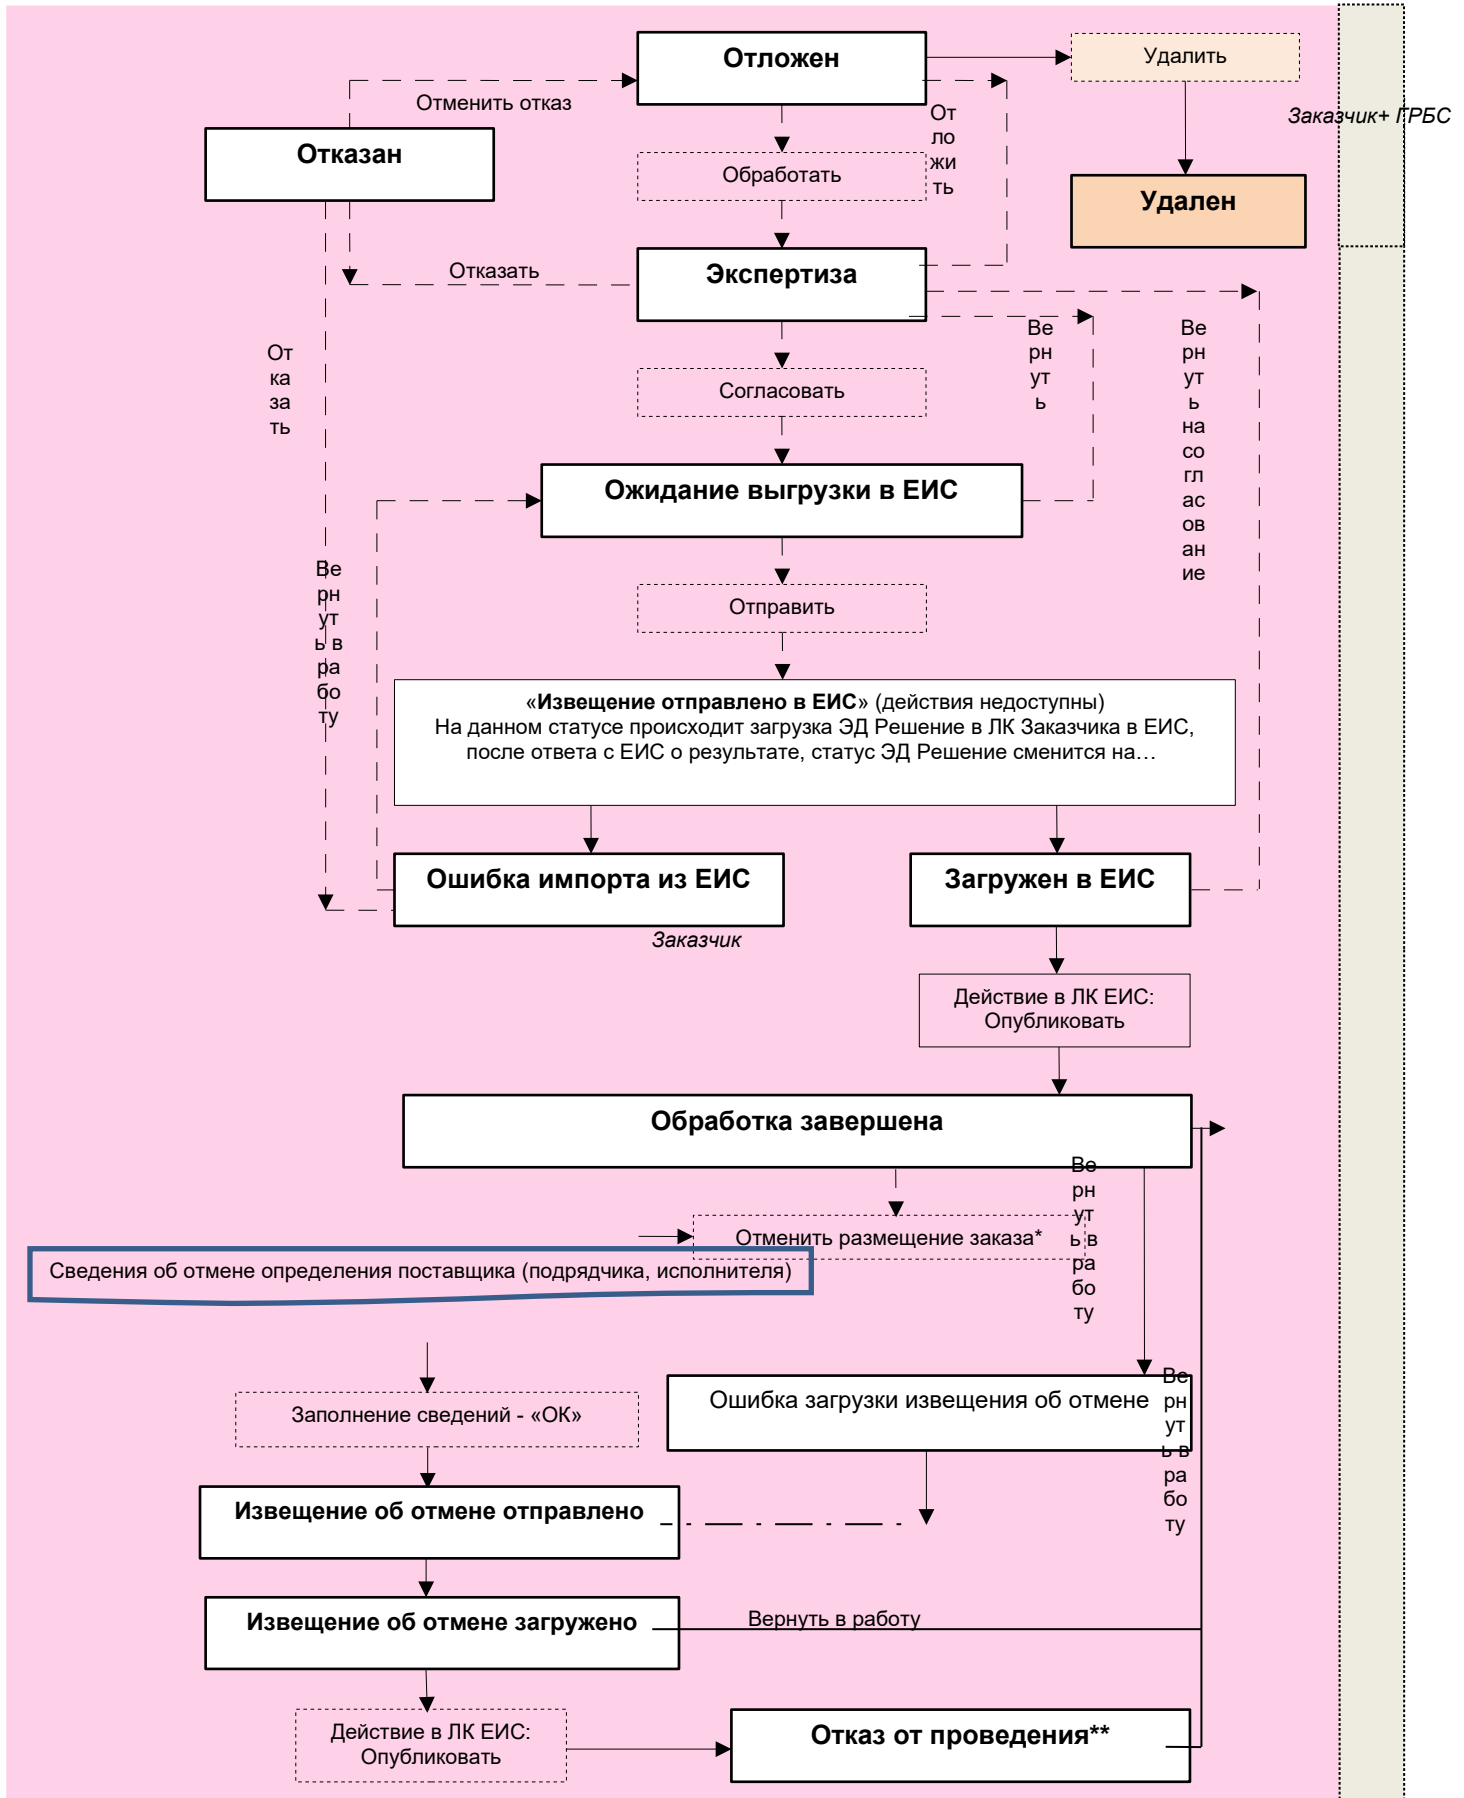 Отложен
Удалить
Отменить отказ
От
ло
жи
ть
Заказчик+ ГРБС
Отказан
Обработать
Удален
Отказать
Экспертиза
От
ка
за
ть
Ве
рн
ут
ь
Ве
рн
ут
ь
на
со
гл
ас
ов
ан
ие
Согласовать
Ожидание выгрузки в ЕИС
Ве
рн
ут
ь в
ра
бо
ту
Отправить
«Извещение отправлено в ЕИС» (действия недоступны)
На данном статусе происходит загрузка ЭД Решение в ЛК Заказчика в ЕИС,
после ответа с ЕИС о результате, статус ЭД Решение сменится на…
Ошибка импорта из ЕИС
Загружен в ЕИС
Заказчик
Действие в ЛК ЕИС:
Опубликовать
Обработка завершена
Ве
рн
ут
ь в
ра
бо
ту
Отменить размещение заказа*
Сведения об отмене определения поставщика (подрядчика, исполнителя)
Заполнение сведений - «ОК»
Ошибка загрузки извещения об отмене
Ве
рн
ут
ь в
ра
бо
ту
Извещение об отмене отправлено
Извещение об отмене загружено
Вернуть в работу
Действие в ЛК ЕИС:
Опубликовать
Отказ от проведения**